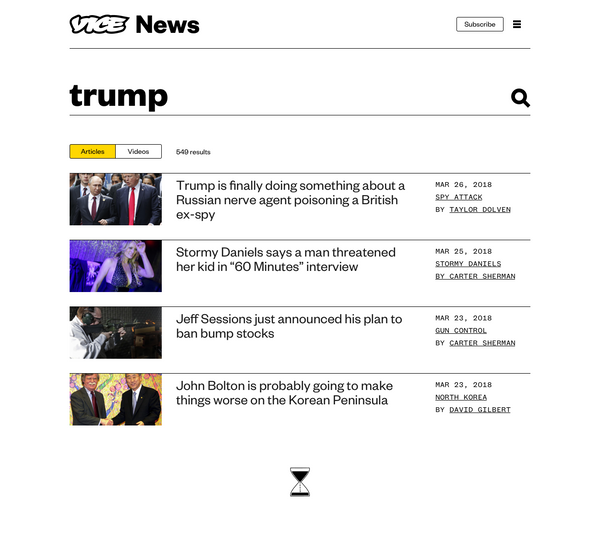 VICE News
Subscribe
trump
Articles Videos 549 results
Trump is finally doing something about a
Russian nerve agent poisoning a British
ex-spy
MAR 26, 2018
SPY ATTACK
BY TAYLOR DOLVEN
Stormy Daniels says a man threatened
her kid in “60 Minutes” interview
MAR 25, 2018
STORMY DANIELS
BY CARTER SHERMAN
Jeff Sessions just announced his plan to
ban bump stocks
MAR 23, 2018
GUN CONTROL
BY CARTER SHERMAN
John Bolton is probably going to make
things worse on the Korean Peninsula
MAR 23, 2018
NORTH KOREA
BY DAVID GILBERT